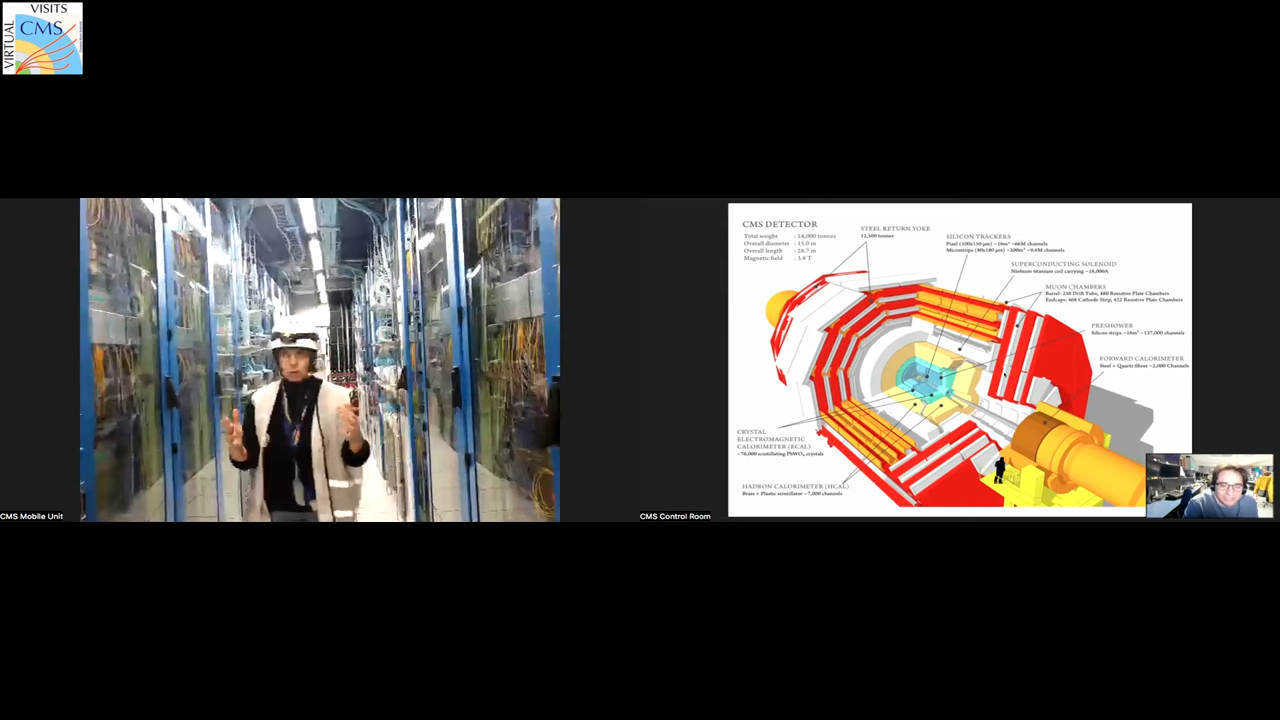 VISITS
VIRTUAL
CMS
CMS DETECTOR
Total weight : 14,000 tonnes
Overall diameter : 15.0 m
Overall length : 28.7 m
Magnetic field : 3.8 T
STEEL RETURN YOKE
12,500 tonnes
SILICON TRACKERS
Pixel (100x150 μm) ~16m² ~66M channels
Microstrips (80x180 μm) ~200m² ~9.6M channels
SUPERCONDUCTING SOLENOID
Niobium titanium coil carrying ~18,000A
MUON CHAMBERS
Barrel: 250 Drift Tube, 480 Resistive Plate Chambers
Endcaps: 468 Cathode Strip, 432 Resistive Plate Chambers
PRESHOWER
Silicon strips ~16m² ~137,000 channels
FORWARD CALORIMETER
Steel + Quartz fibres ~2,000 Channels
CRYSTAL
ELECTROMAGNETIC
CALORIMETER (ECAL)
~76,000 scintillating PbWO₄ crystals
HADRON CALORIMETER (HCAL)
Brass + Plastic scintillator ~7,000 channels
CMS Mobile Unit
CMS Control Room